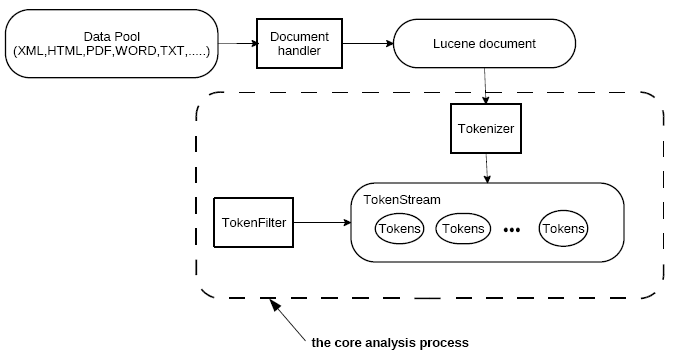 Data Pool
(XML,HTML,PDF,WORD,TXT,.....)
Document
handler
Lucene document
Tokenizer
TokenStream
TokenFilter
Tokens Tokens ••• Tokens
the core analysis process